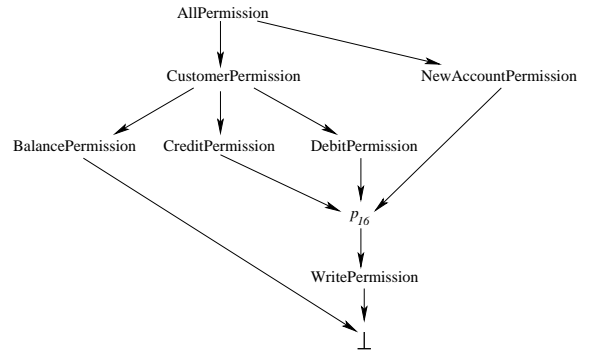 AllPermission
CustomerPermission NewAccountPermission
BalancePermission CreditPermission DebitPermission
p16
WritePermission
⊥